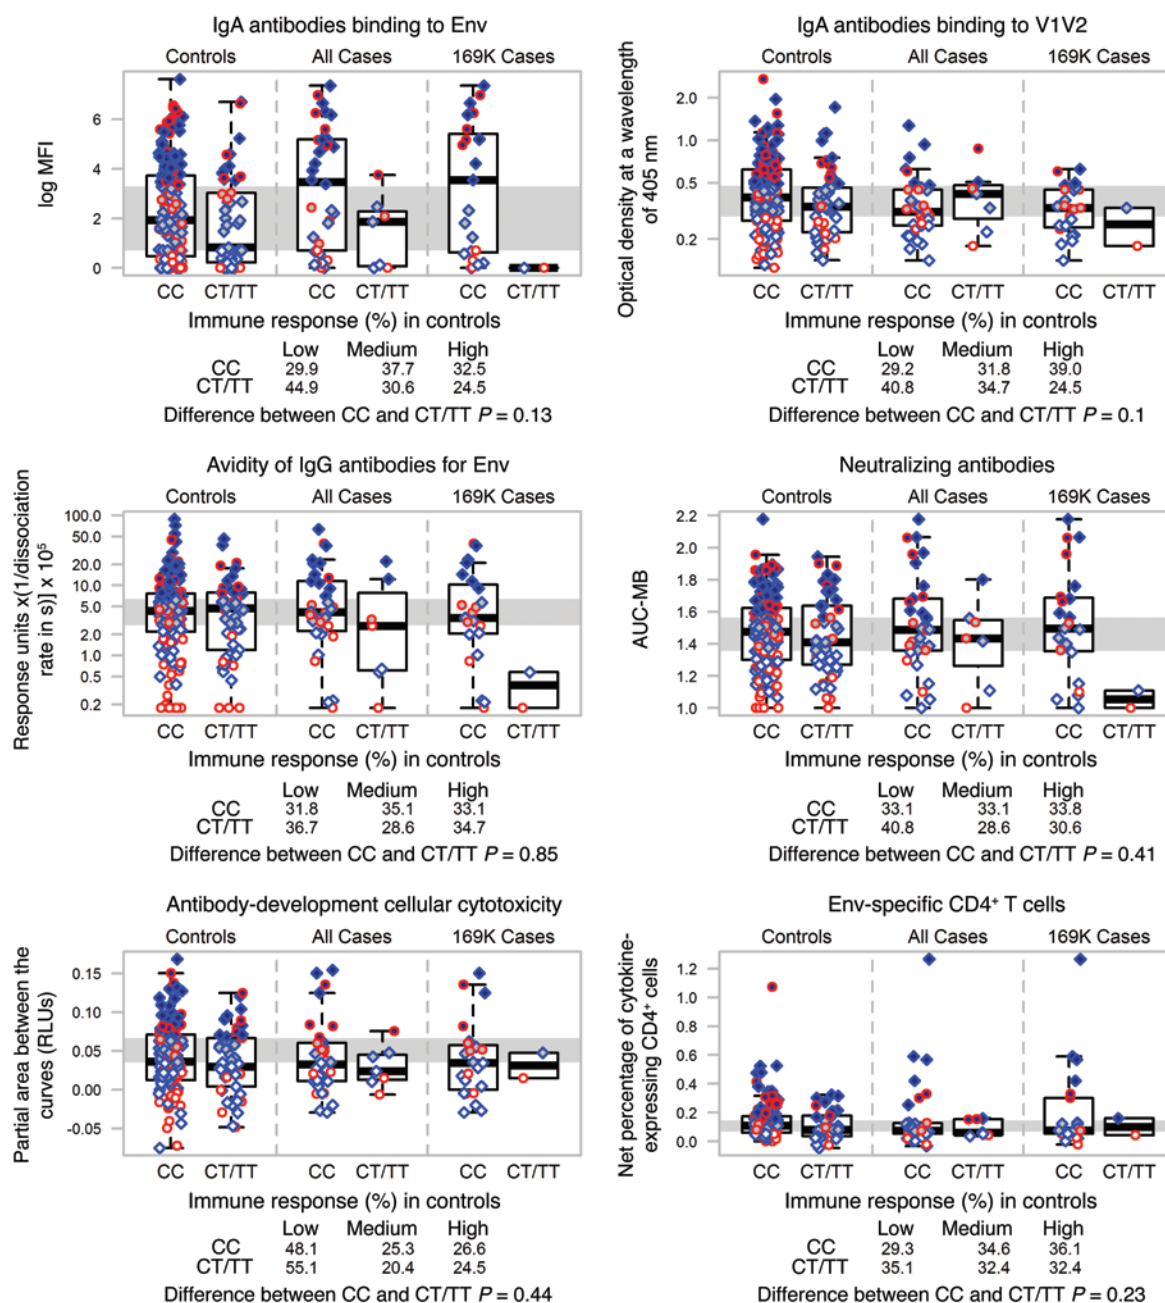 IgA antibodies binding to Env
Controls All Cases 169K Cases
log MFI
6
4
2
0
CC CT/TT CC CT/TT CC CT/TT
Immune response (%) in controls
Low Medium High
CC 29.9 37.7 32.5
CT/TT 44.9 30.6 24.5
Difference between CC and CT/TT P = 0.13
IgA antibodies binding to V1V2
Controls All Cases 169K Cases
Optical density at a wavelength
of 405 nm
2.0
1.0
0.5
0.2
CC CT/TT CC CT/TT CC CT/TT
Immune response (%) in controls
Low Medium High
CC 29.2 31.8 39.0
CT/TT 40.8 34.7 24.5
Difference between CC and CT/TT P = 0.1
Avidity of IgG antibodies for Env
Controls All Cases 169K Cases
Response units x(1/dissociation
rate in s)] x 10⁵
100.0
50.0
20.0
10.0
5.0
2.0
1.0
0.5
0.2
CC CT/TT CC CT/TT CC CT/TT
Immune response (%) in controls
Low Medium High
CC 31.8 35.1 33.1
CT/TT 36.7 28.6 34.7
Difference between CC and CT/TT P = 0.85
Neutralizing antibodies
Controls All Cases 169K Cases
AUC-MB
2.2
2.0
1.8
1.6
1.4
1.2
1.0
CC CT/TT CC CT/TT CC CT/TT
Immune response (%) in controls
Low Medium High
CC 33.1 33.1 33.8
CT/TT 40.8 28.6 30.6
Difference between CC and CT/TT P = 0.41
Antibody-development cellular cytotoxicity
Controls All Cases 169K Cases
Partial area between the
curves (RLUs)
0.15
0.10
0.05
0.00
-0.05
CC CT/TT CC CT/TT CC CT/TT
Immune response (%) in controls
Low Medium High
CC 48.1 25.3 26.6
CT/TT 55.1 20.4 24.5
Difference between CC and CT/TT P = 0.44
Env-specific CD4⁺ T cells
Controls All Cases 169K Cases
Net percentage of cytokine-
expressing CD4⁺ cells
1.2
1.0
0.8
0.6
0.4
0.2
0.0
CC CT/TT CC CT/TT CC CT/TT
Immune response (%) in controls
Low Medium High
CC 29.3 34.6 36.1
CT/TT 35.1 32.4 32.4
Difference between CC and CT/TT P = 0.23